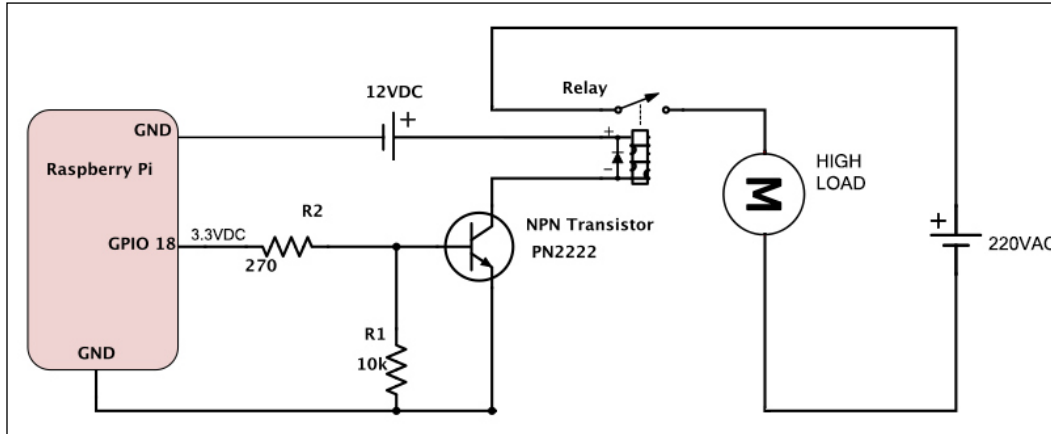 12VDC
+
Relay
GND
+
-
Raspberry Pi
M
HIGH
LOAD
R2
NPN Transistor
PN2222
GPIO 18
3.3VDC
270
+
220VAC
R1
10k
GND